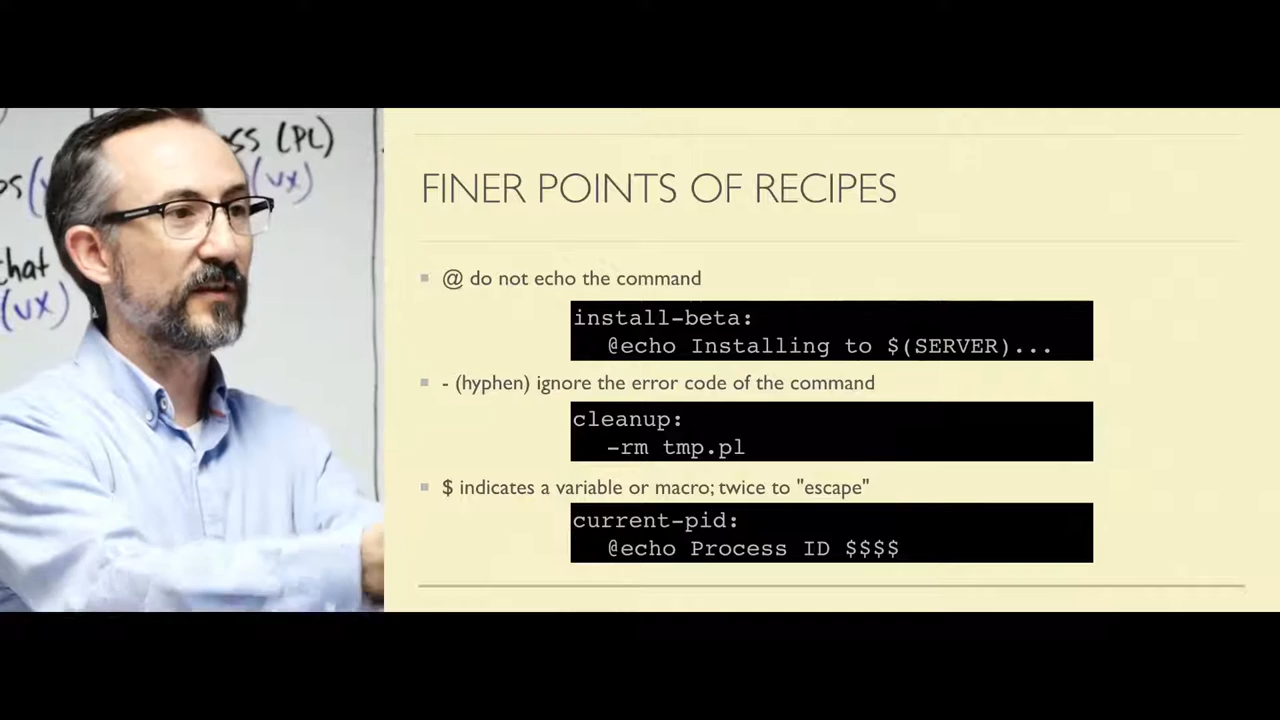 ss (PL)
(vx)
that
(vx)
FINER POINTS OF RECIPES
@ do not echo the command
install-beta:
@echo Installing to $(SERVER)...
- (hyphen) ignore the error code of the command
cleanup:
-rm tmp.pl
$ indicates a variable or macro; twice to "escape"
current-pid:
@echo Process ID $$$$